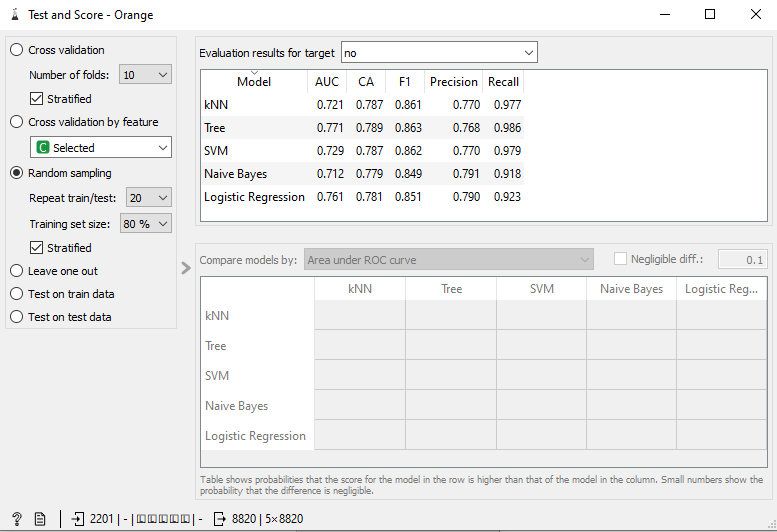 Test and Score - Orange
Cross validation
Number of folds: 10
Stratified
Cross validation by feature
C Selected
Random sampling
Repeat train/test: 20
Training set size: 80 %
Stratified
Leave one out
Test on train data
Test on test data
Evaluation results for target no
Model AUC CA F1 Precision Recall
kNN 0.721 0.787 0.861 0.770 0.977
Tree 0.771 0.789 0.863 0.768 0.986
SVM 0.729 0.787 0.862 0.770 0.979
Naive Bayes 0.712 0.779 0.849 0.791 0.918
Logistic Regression 0.761 0.781 0.851 0.790 0.923
Compare models by: Area under ROC curve Negligible diff.: 0.1
kNN Tree SVM Naive Bayes Logistic Reg...
kNN
Tree
SVM
Naive Bayes
Logistic Regression
Table shows probabilities that the score for the model in the row is higher than that of the model in the column. Small numbers show the
probability that the difference is negligible.
? 2201 | - | | - 8820 | 5×8820